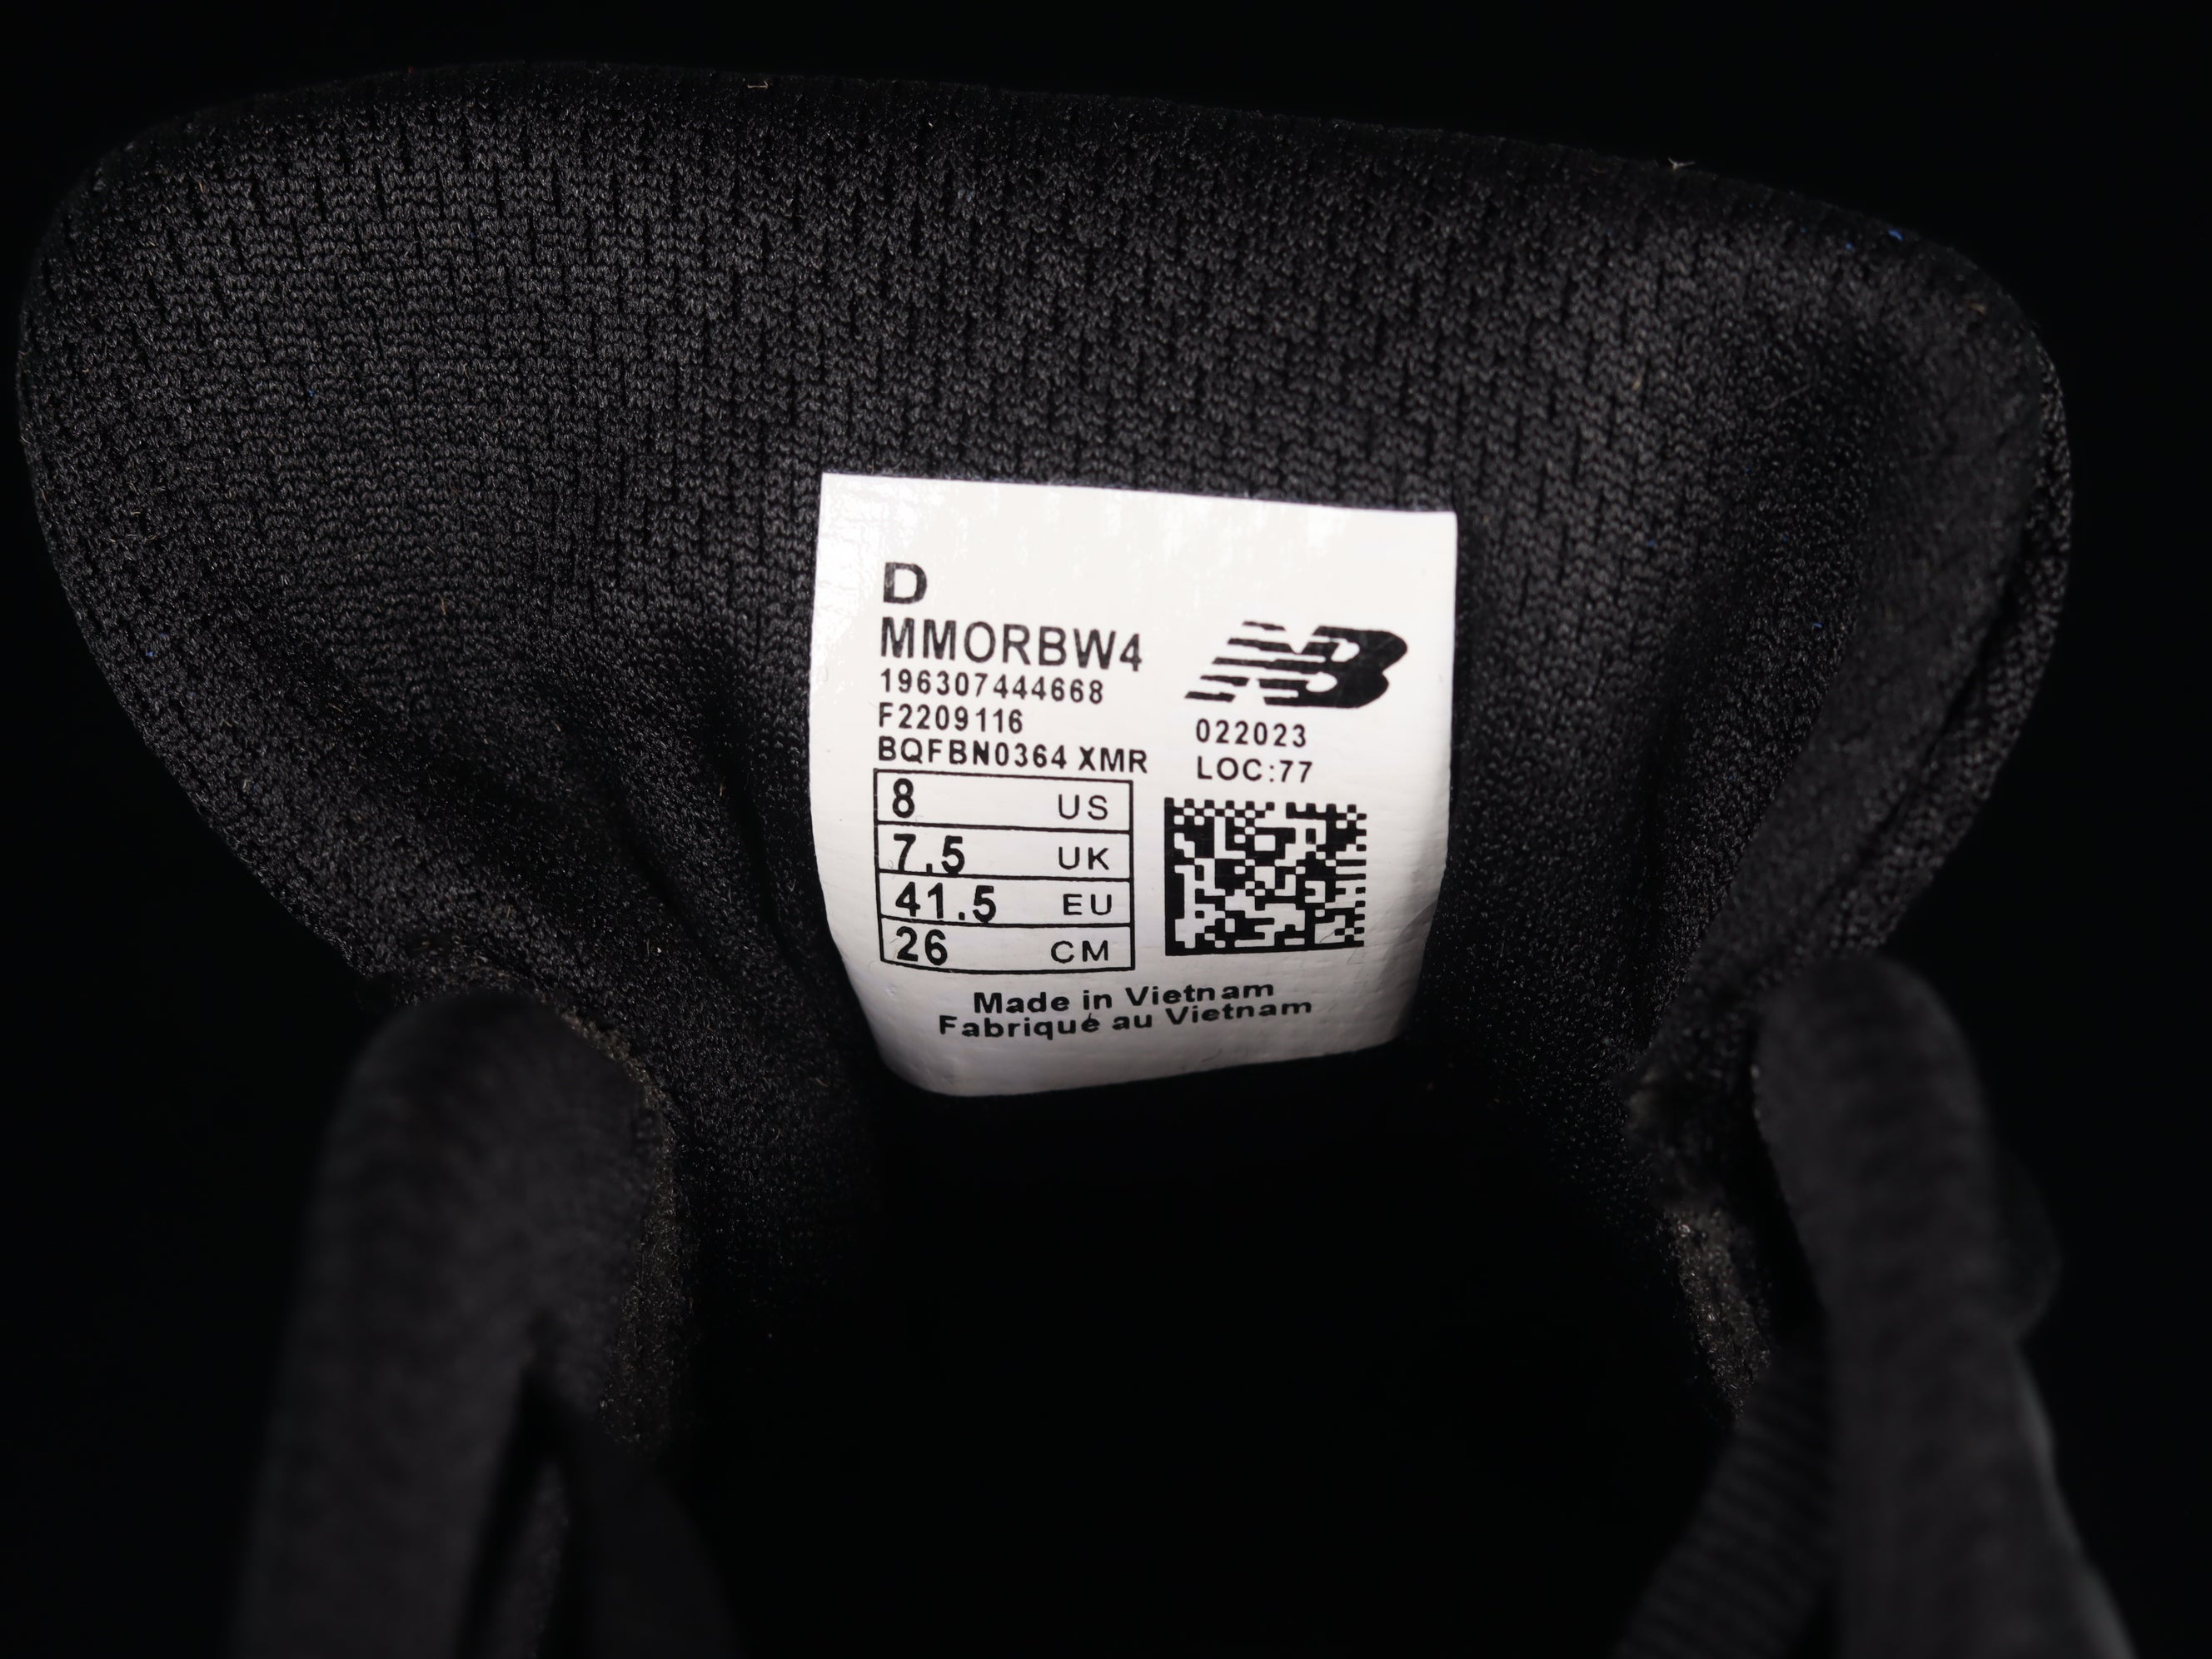 D
MMORBW4
196307444668
F2209116
BQFBN0364 XMR
NB
022023
LOC:77
8 US
7.5 UK
41.5 EU
26 CM
Made in Vietnam
Fabriqué au Vietnam